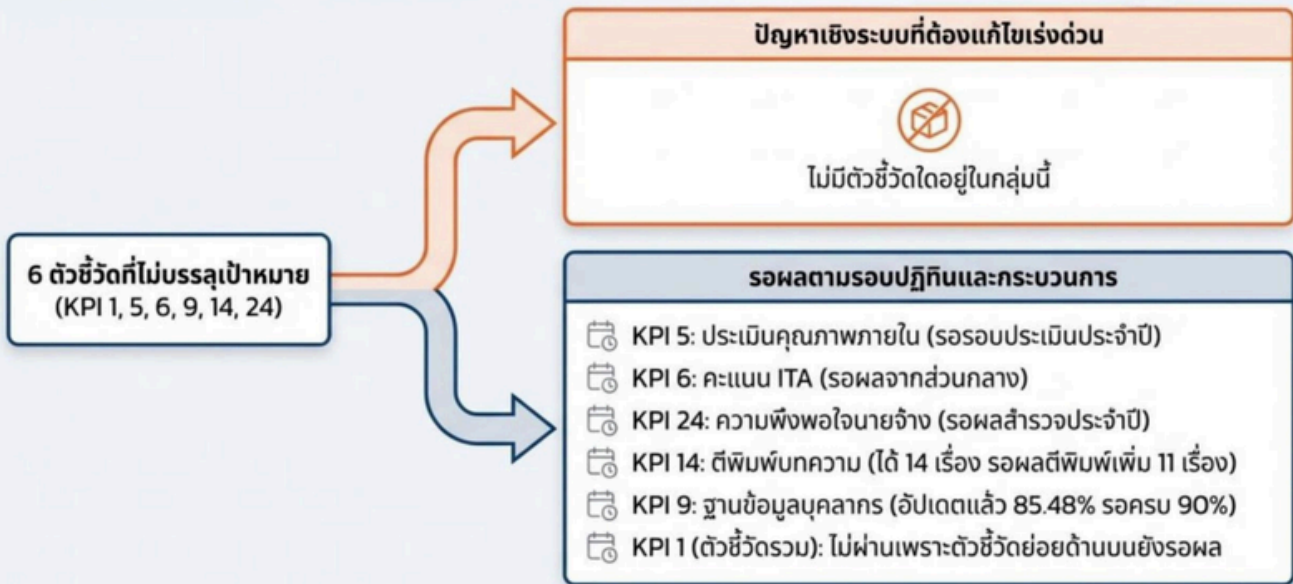 ปัญหาเชิงระบบที่ต้องแก้ไขเร่งด่วน
ไม่มีตัวชี้วัดใดอยู่ในกลุ่มนี้
6 ตัวชี้วัดที่ไม่บรรลุเป้าหมาย
(KPI 1, 5, 6, 9, 14, 24)
รอผลตามรอบปฏิทินและกระบวนการ
KPI 5: ประเมินคุณภาพภายใน (รอรอบประเมินประจำปี)
KPI 6: คะแนน ITA (รอผลจากส่วนกลาง)
KPI 24: ความพึงพอใจนายจ้าง (รอผลสำรวจประจำปี)
KPI 14: ตีพิมพ์บทความ (ได้ 14 เรื่อง รอผลตีพิมพ์เพิ่ม 11 เรื่อง)
KPI 9: ฐานข้อมูลบุคลากร (อัปเดตแล้ว 85.48% รอครบ 90%)
KPI 1 (ตัวชี้วัดรวม): ไม่ผ่านเพราะตัวชี้วัดย่อยด้านบนยังรอผล